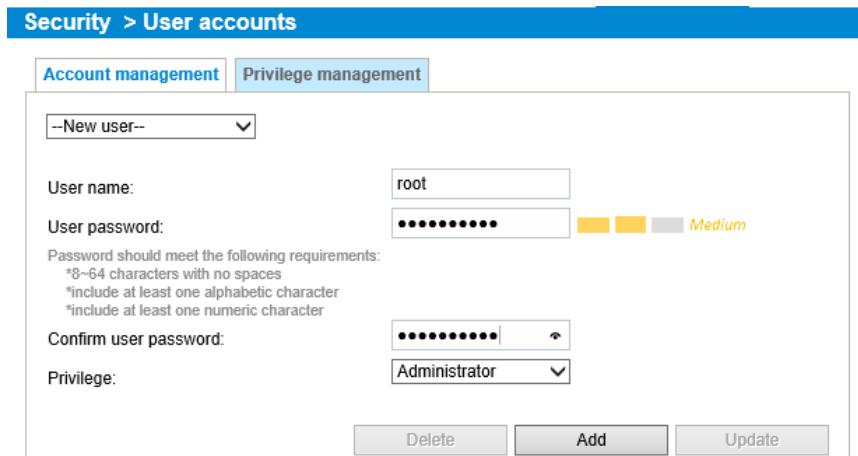 Security > User accounts
Account management Privilege management
--New user--
User name: root
User password: •••••••••• Medium
Password should meet the following requirements:
*8~64 characters with no spaces
*include at least one alphabetic character
*include at least one numeric character
Confirm user password: ••••••••••
Privilege: Administrator
Delete Add Update